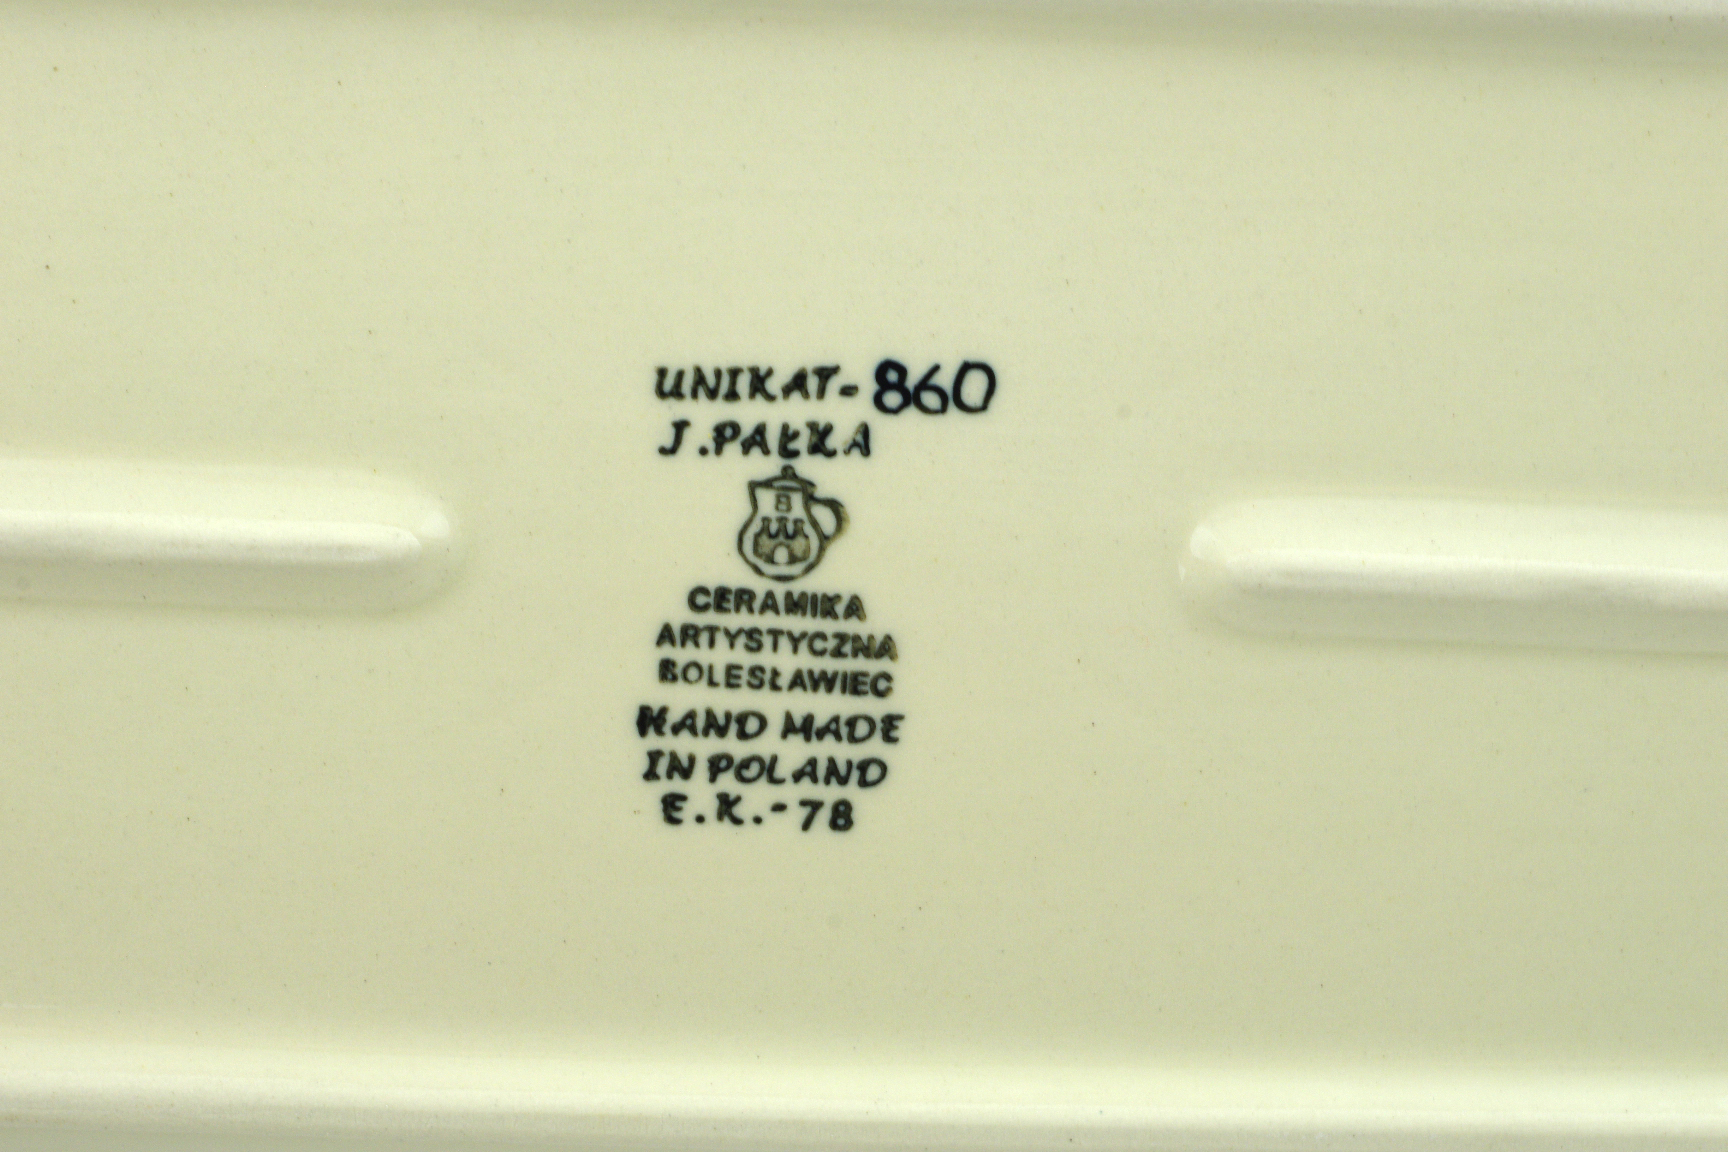 UNIKAT-860
J.PAŁKA
B
CERAMIKA
ARTYSTYCZNA
BOLESŁAWIEC
HAND MADE
IN POLAND
E.K.-78